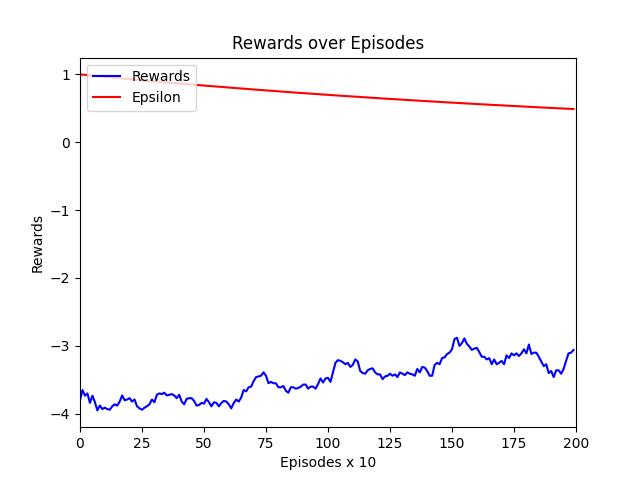 Rewards over Episodes
Rewards
Epsilon
1
0
−1
−2
−3
−4
Rewards
0 25 50 75 100 125 150 175 200
Episodes x 10